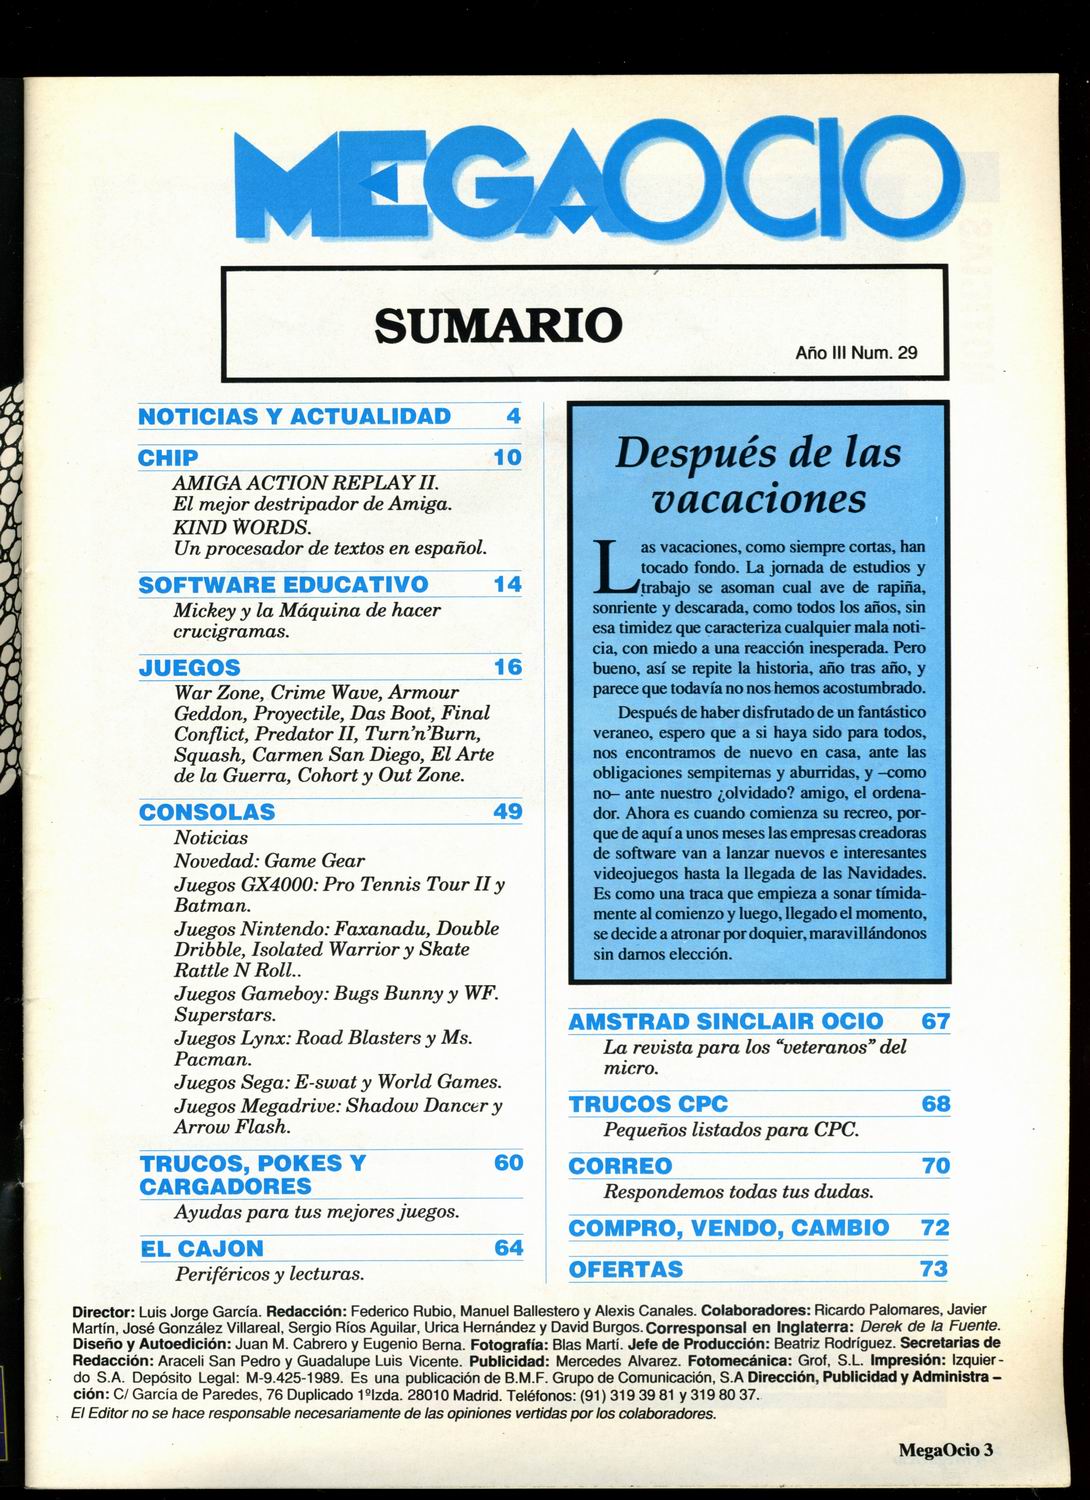 MEGAOCIO
SUMARIO
Año III Num. 29
NOTICIAS Y ACTUALIDAD 4
CHIP 10
AMIGA ACTION REPLAY II.
El mejor destripador de Amiga.
KIND WORDS.
Un procesador de textos en español.
SOFTWARE EDUCATIVO 14
Mickey y la Máquina de hacer
crucigramas.
JUEGOS 16
War Zone, Crime Wave, Armour
Geddon, Proyectile, Das Boot, Final
Conflict, Predator II, Turn'n'Burn,
Squash, Carmen San Diego, El Arte
de la Guerra, Cohort y Out Zone.
CONSOLAS 49
Noticias
Novedad: Game Gear
Juegos GX4000: Pro Tennis Tour II y
Batman.
Juegos Nintendo: Faxanadu, Double
Dribble, Isolated Warrior y Skate
Rattle N Roll..
Juegos Gameboy: Bugs Bunny y WF.
Superstars.
Juegos Lynx: Road Blasters y Ms.
Pacman.
Juegos Sega: E-swat y World Games.
Juegos Megadrive: Shadow Dancer y
Arrow Flash.
TRUCOS, POKES Y 60
CARGADORES
Ayudas para tus mejores juegos.
EL CAJON 64
Periféricos y lecturas.
Después de las
vacaciones
Las vacaciones, como siempre cortas, han
tocado fondo. La jornada de estudios y
trabajo se asoman cual ave de rapiña,
sonriente y descarada, como todos los años, sin
esa timidez que caracteriza cualquier mala noti-
cia, con miedo a una reacción inesperada. Pero
bueno, así se repite la historia, año tras año, y
parece que todavía no nos hemos acostumbrado.
Después de haber disfrutado de un fantástico
veraneo, espero que a si haya sido para todos,
nos encontramos de nuevo en casa, ante las
obligaciones sempiternas y aburridas, y –como
no– ante nuestro ¿olvidado? amigo, el ordena-
dor. Ahora es cuando comienza su recreo, por-
que de aquí a unos meses las empresas creadoras
de software van a lanzar nuevos e interesantes
videojuegos hasta la llegada de las Navidades.
Es como una traca que empieza a sonar tímida-
mente al comienzo y luego, llegado el momento,
se decide a atronar por doquier, maravillándonos
sin darnos elección.
AMSTRAD SINCLAIR OCIO 67
La revista para los "veteranos" del
micro.
TRUCOS CPC 68
Pequeños listados para CPC.
CORREO 70
Respondemos todas tus dudas.
COMPRO, VENDO, CAMBIO 72
OFERTAS 73
Director: Luis Jorge García. Redacción: Federico Rubio, Manuel Ballestero y Alexis Canales. Colaboradores: Ricardo Palomares, Javier
Martín, José González Villareal, Sergio Ríos Aguilar, Urica Hernández y David Burgos. Corresponsal en Inglaterra: Derek de la Fuente.
Diseño y Autoedición: Juan M. Cabrero y Eugenio Berna. Fotografía: Blas Martí. Jefe de Producción: Beatriz Rodríguez. Secretarias de
Redacción: Araceli San Pedro y Guadalupe Luis Vicente. Publicidad: Mercedes Alvarez. Fotomecánica: Grof, S.L. Impresión: Izquier-
do S.A. Depósito Legal: M-9.425-1989. Es una publicación de B.M.F. Grupo de Comunicación, S.A Dirección, Publicidad y Administra–
ción: C/ García de Paredes, 76 Duplicado 1ºIzda. 28010 Madrid. Teléfonos: (91) 319 39 81 y 319 80 37.
El Editor no se hace responsable necesariamente de las opiniones vertidas por los colaboradores.
MegaOcio 3